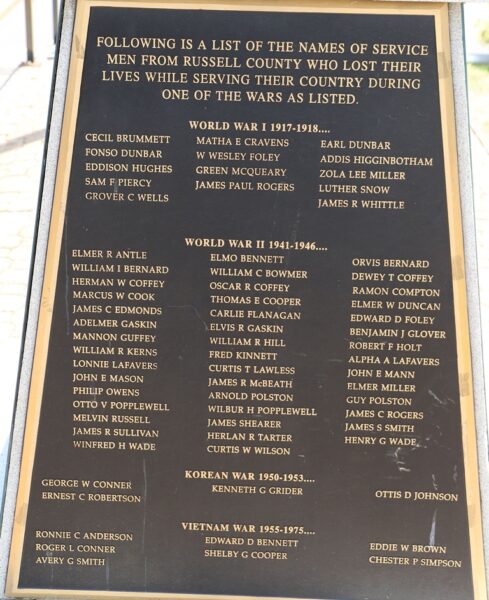 FOLLOWING IS A LIST OF THE NAMES OF SERVICE
MEN FROM RUSSELL COUNTY WHO LOST THEIR
LIVES WHILE SERVING THEIR COUNTRY DURING
ONE OF THE WARS AS LISTED.
WORLD WAR I 1917-1918....
CECIL BRUMMETT
FONSO DUNBAR
EDDISON HUGHES
SAM F PIERCY
GROVER C WELLS
MATHA E CRAVENS
W WESLEY FOLEY
GREEN MCQUEARY
JAMES PAUL ROGERS
EARL DUNBAR
ADDIS HIGGINBOTHAM
ZOLA LEE MILLER
LUTHER SNOW
JAMES R WHITTLE
WORLD WAR II 1941-1946....
ELMER R ANTLE
WILLIAM I BERNARD
HERMAN W COFFEY
MARCUS W COOK
JAMES C EDMONDS
ADELMER GASKIN
MANNON GUFFEY
WILLIAM R KERNS
LONNIE LAFAVERS
JOHN E MASON
PHILIP OWENS
OTTO V POPPLEWELL
MELVIN RUSSELL
JAMES R SULLIVAN
WINFRED H WADE
ELMO BENNETT
WILLIAM C BOWMER
OSCAR R COFFEY
THOMAS E COOPER
CARLIE FLANAGAN
ELVIS R GASKIN
WILLIAM R HILL
FRED KINNETT
CURTIS T LAWLESS
JAMES R McBEATH
ARNOLD POLSTON
WILBUR H POPPLEWELL
JAMES SHEARER
HERLAN R TARTER
CURTIS W WILSON
ORVIS BERNARD
DEWEY T COFFEY
RAMON COMPTON
ELMER W DUNCAN
EDWARD D FOLEY
BENJAMIN J GLOVER
ROBERT F HOLT
ALPHA A LAFAVERS
JOHN E MANN
ELMER MILLER
GUY POLSTON
JAMES C ROGERS
JAMES S SMITH
HENRY G WADE
KOREAN WAR 1950-1953....
GEORGE W CONNER
ERNEST C ROBERTSON
KENNETH G GRIDER
OTTIS D JOHNSON
VIETNAM WAR 1955-1975....
RONNIE C ANDERSON
ROGER L CONNER
AVERY G SMITH
EDWARD D BENNETT
SHELBY G COOPER
EDDIE W BROWN
CHESTER P SIMPSON